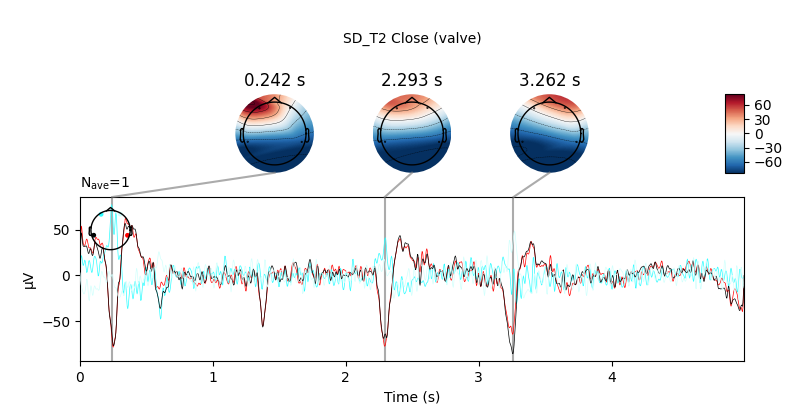 SD_T2 Close (valve)
0.242 s
2.293 s
3.262 s
60
30
0
−30
−60
Nave=1
50
0
−50
µV
0
1
2
3
4
Time (s)